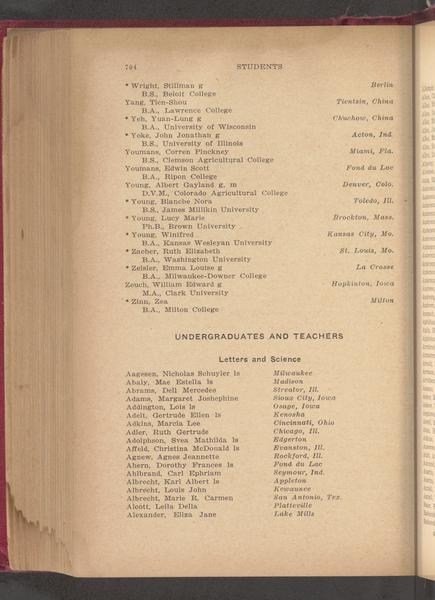 704 STUDENTS
* Wright, Stillman g Berlin
B.S., Beloit College
Yang, Tien-Shou Tientsin, China
B.A., Lawrence College
* Yeh, Yuan-Lung g Chuchow, China
B.A., University of Wisconsin
* Yoke, John Jonathan g Acton, Ind.
B.S., University of Illinois
Youmans, Corren Pinckney Miami, Fla.
B.S., Clemson Agricultural College
Youmans, Edwin Scott Fond du Lac
B.A., Ripon College
Young, Albert Gayland g, m Denver, Colo.
D.V.M., Colorado Agricultural College
* Young, Blanche Nora Toledo, Ill.
B.S., James Millikin University
* Young, Lucy Marie Brockton, Mass.
Ph.B., Brown University
* Young, Winifred Kansas City, Mo.
B.A., Kansas Wesleyan University
* Zacher, Ruth Elizabeth St. Louis, Mo.
B.A., Washington University
* Zeisler, Emma Louise g La Crosse
B.A., Milwaukee-Downer College
Zeuch, William Edward g Hopkinton, Iowa
M.A., Clark University
* Zinn, Zea Milton
B.A., Milton College
UNDERGRADUATES AND TEACHERS
Letters and Science
Aagesen, Nicholas Schuyler ls Milwaukee
Abaly, Mae Estella ls Madison
Abrams, Dell Mercedes Streator, Ill.
Adams, Margaret Josephine Sioux City, Iowa
Addington, Lois ls Osage, Iowa
Adelt, Gertrude Ellen ls Kenosha
Adkins, Marcia Lee Cincinnati, Ohio
Adler, Ruth Gertrude Chicago, Ill.
Adolphson, Svea Mathilda ls Edgerton
Affeld, Christina McDonald ls Evanston, Ill.
Agnew, Agnes Jeannette Rockford, Ill.
Ahern, Dorothy Frances ls Fond du Lac
Ahlbrand, Carl Ephriam Seymour, Ind.
Albrecht, Karl Albert ls Appleton
Albrecht, Louis John Kewaunee
Albrecht, Marie R. Carmen San Antonio, Tex.
Alcott, Leila Della Platteville
Alexander, Eliza Jane Lake Mills